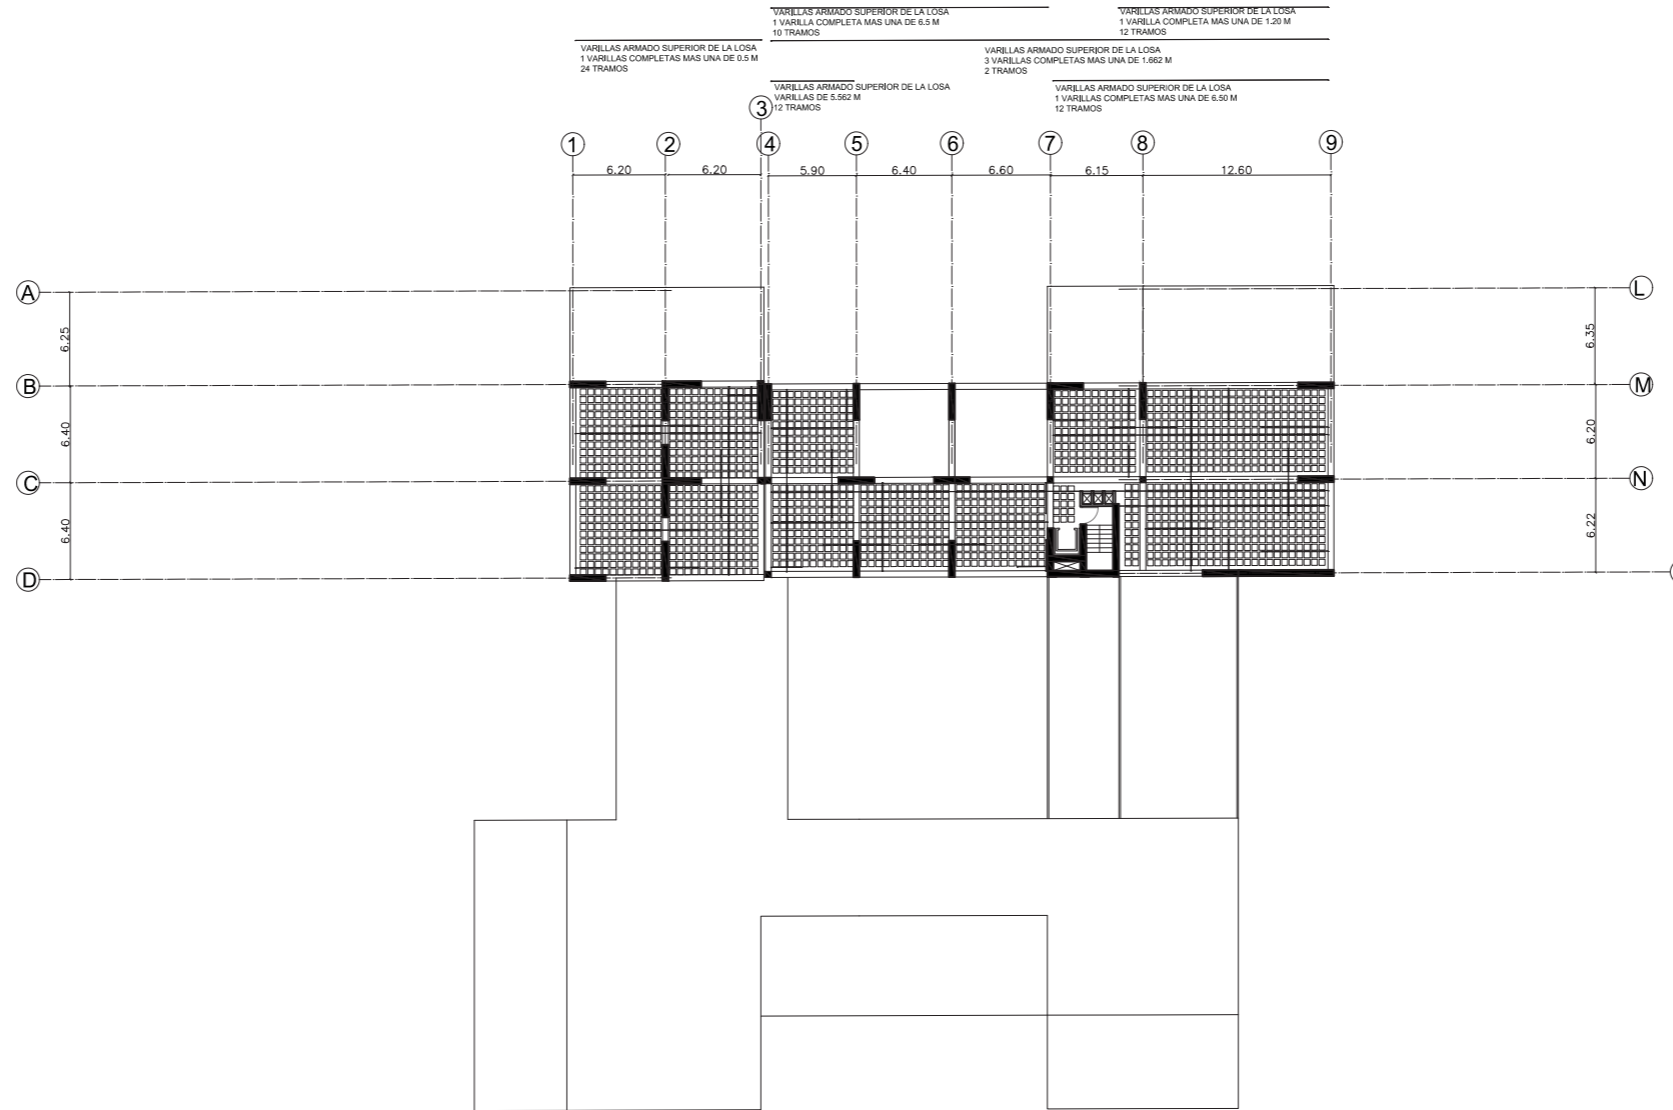 VARILLAS ARMADO SUPERIOR DE LA LOSA
1 VARILLA COMPLETA MAS UNA DE 6.5 M
10 TRAMOS
VARILLAS ARMADO SUPERIOR DE LA LOSA
1 VARILLA COMPLETA MAS UNA DE 1.20 M
12 TRAMOS
VARILLAS ARMADO SUPERIOR DE LA LOSA
1 VARILLAS COMPLETAS MAS UNA DE 0.5 M
24 TRAMOS
VARILLAS ARMADO SUPERIOR DE LA LOSA
3 VARILLAS COMPLETAS MAS UNA DE 1.662 M
2 TRAMOS
VARILLAS ARMADO SUPERIOR DE LA LOSA
VARILLAS DE 5.562 M
12 TRAMOS
VARILLAS ARMADO SUPERIOR DE LA LOSA
1 VARILLAS COMPLETAS MAS UNA DE 6.50 M
12 TRAMOS
1 2 3 4 5 6 7 8 9
6.20 6.20 5.90 6.40 6.60 6.15 12.60
A L
6.25 6.35
B M
6.40 6.20
C N
6.40 6.22
D